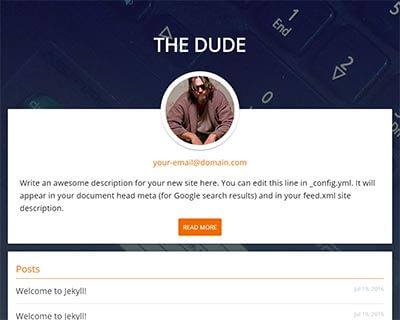 1
End
THE DUDE
0
your-email@domain.com
Write an awesome description for your new site here. You can edit this line in _config.yml. It will
appear in your document head meta (for Google search results) and in your feed.xml site
description.
READ MORE
Posts
Welcome to Jekyll!
Jul 19, 2016
Welcome to Jekyll!
Jul 19, 2016